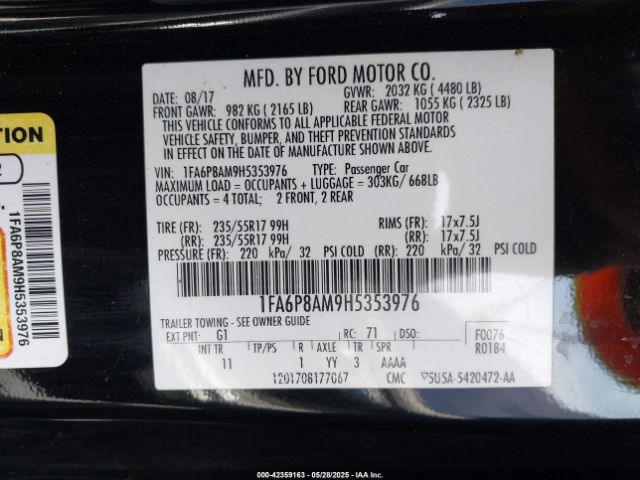 MFD. BY FORD MOTOR CO.
DATE: 08/17 GVWR: 2032 KG ( 4480 LB)
FRONT GAWR: 982 KG ( 2165 LB) REAR GAWR: 1055 KG ( 2325 LB)
THIS VEHICLE CONFORMS TO ALL APPLICABLE FEDERAL MOTOR
VEHICLE SAFETY, BUMPER, AND THEFT PREVENTION STANDARDS
IN EFFECT ON THE DATE OF MANUFACTURE SHOWN ABOVE.
VIN: 1FA6P8AM9H5353976 TYPE: Passenger Car
MAXIMUM LOAD = OCCUPANTS + LUGGAGE = 303KG/ 668LB
OCCUPANTS = 4 TOTAL; 2 FRONT, 2 REAR
TIRE (FR): 235/55R17 99H RIMS (FR): 17x7.5J
(RR): 235/55R17 99H (RR): 17x7.5J
PRESSURE (FR): 220 kPa/ 32 PSI COLD (RR): 220 kPa/ 32 PSI COLD
1FA6P8AM9H5353976
TRAILER TOWING - SEE OWNER GUIDE
EXT PNT: G1 RC: 71 DSO: F0076
INT TR TP/PS R AXLE TR SPR R0184
11 1 YY 3 AAAA
1201708177067 CMC 5U5A-5420472-AA
TION
2
1FA6P8AM9H5353976
00-42359163 - 05/28/2025 - COPYRIGHT IAA, INC.